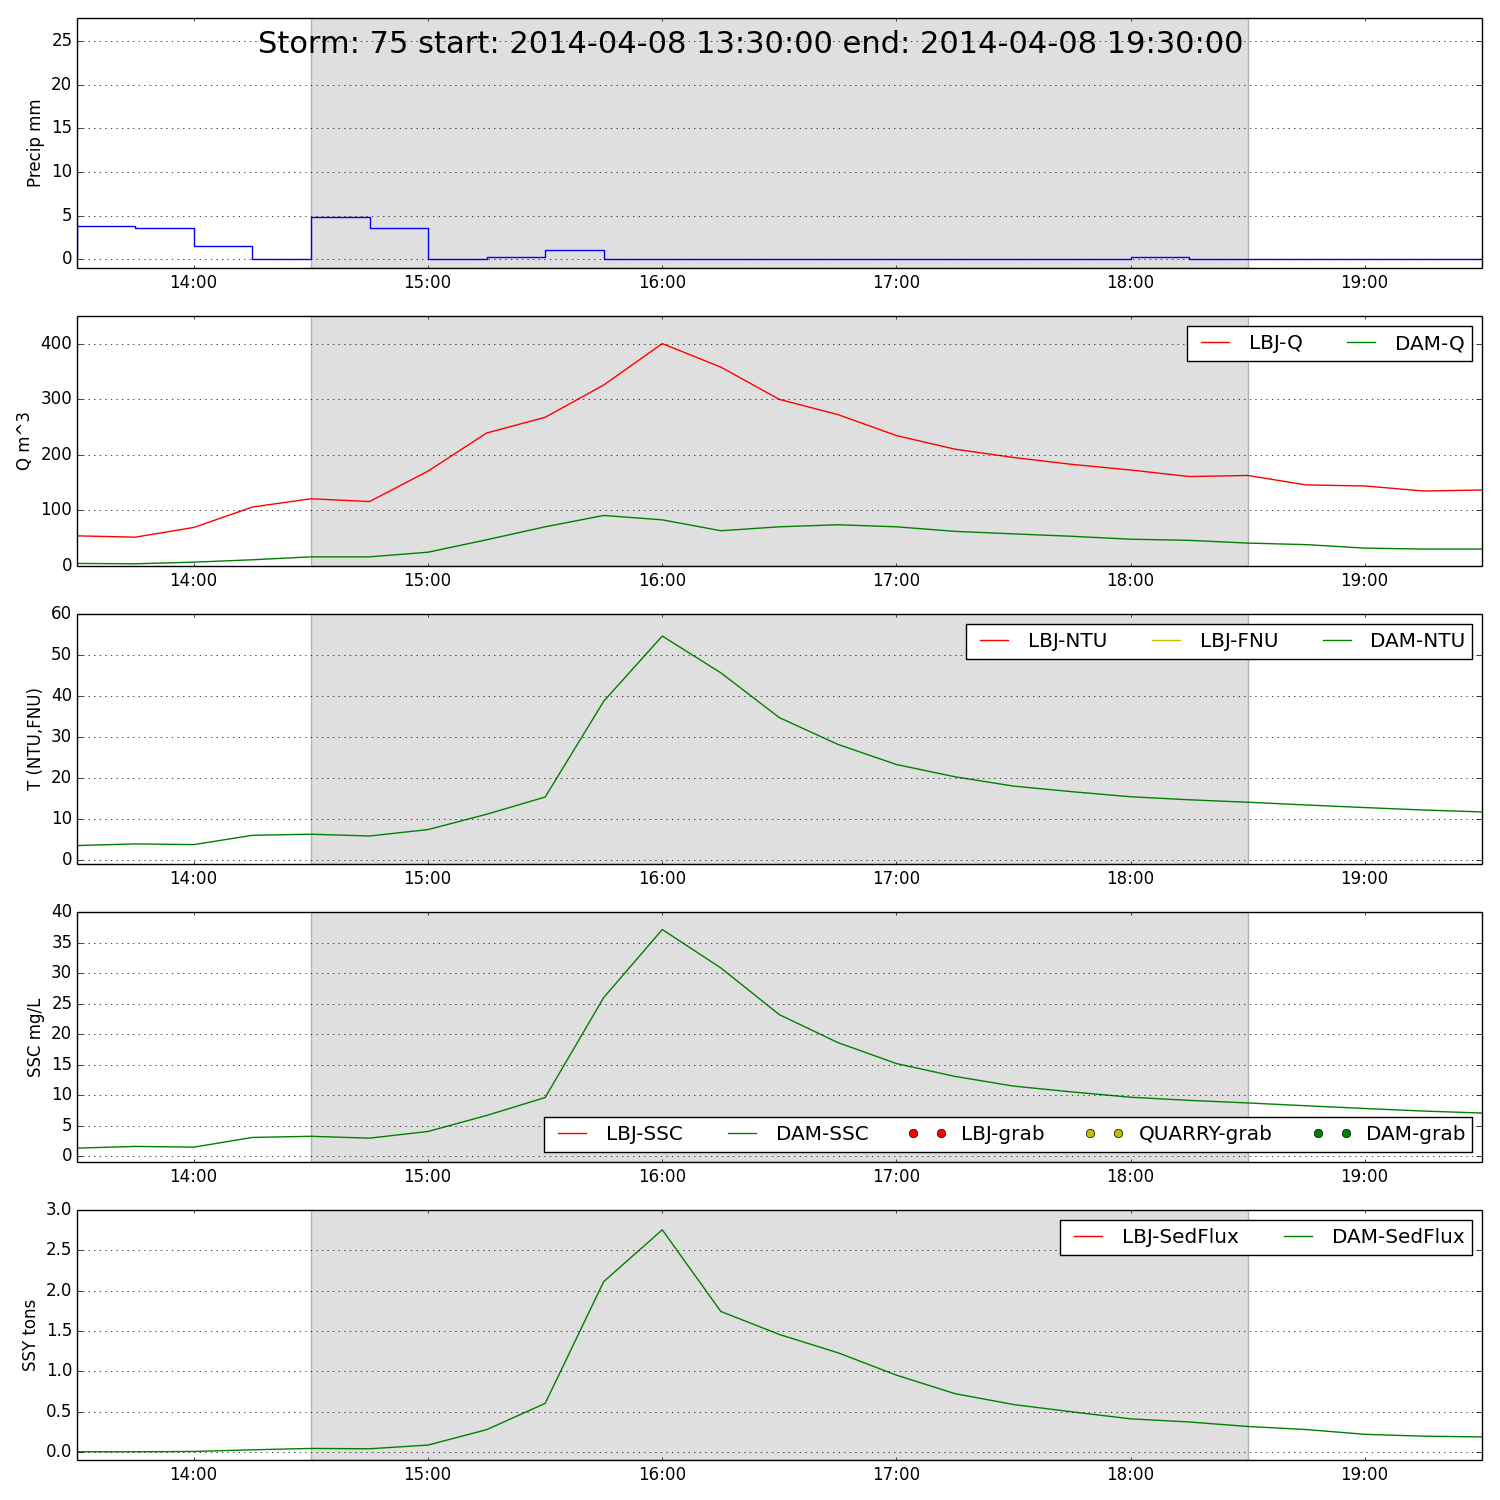 Storm: 75 start: 2014-04-08 13:30:00 end: 2014-04-08 19:30:00
Precip mm
25
20
15
10
5
0
14:00 15:00 16:00 17:00 18:00 19:00
LBJ-Q DAM-Q
Q m^3
400
300
200
100
0
14:00 15:00 16:00 17:00 18:00 19:00
LBJ-NTU LBJ-FNU DAM-NTU
T (NTU,FNU)
60
50
40
30
20
10
0
14:00 15:00 16:00 17:00 18:00 19:00
SSC mg/L
40
35
30
25
20
15
10
5
0
LBJ-SSC DAM-SSC LBJ-grab QUARRY-grab DAM-grab
14:00 15:00 16:00 17:00 18:00 19:00
LBJ-SedFlux DAM-SedFlux
SSY tons
3.0
2.5
2.0
1.5
1.0
0.5
0.0
14:00 15:00 16:00 17:00 18:00 19:00